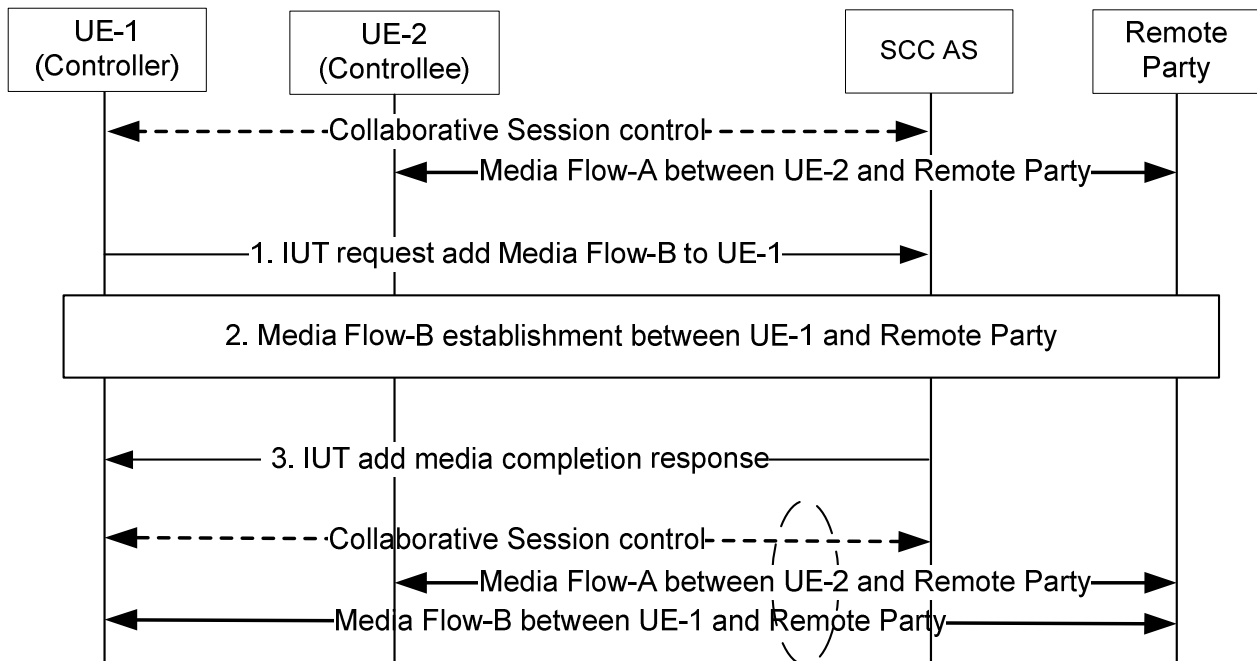 UE-1
(Controller)
UE-2
(Controllee)
SCC AS
Remote
Party
Collaborative Session control
Media Flow-A between UE-2 and Remote Party
1. IUT request add Media Flow-B to UE-1
2. Media Flow-B establishment between UE-1 and Remote Party
3. IUT add media completion response
Collaborative Session control
Media Flow-A between UE-2 and Remote Party
Media Flow-B between UE-1 and Remote Party